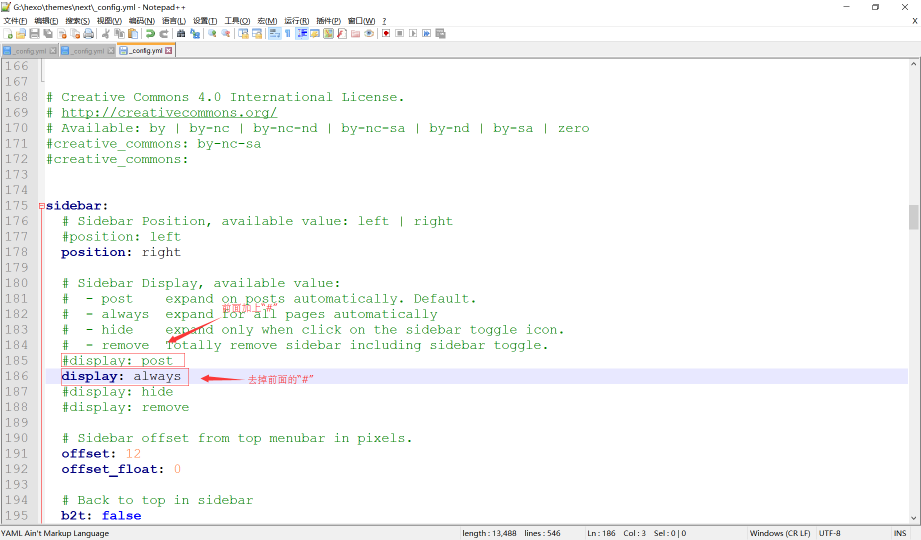 G:\hexo\themes\next\_config.yml - Notepad++
文件(F) 编辑(E) 搜索(S) 视图(V) 编码(N) 语言(L) 设置(T) 工具(O) 宏(M) 运行(R) 插件(P) 窗口(W) ? X
_config.yml _config.yml _config.yml
166
167
168 # Creative Commons 4.0 International License.
169 # http://creativecommons.org/
170 # Available: by | by-nc | by-nc-nd | by-nc-sa | by-nd | by-sa | zero
171 #creative_commons: by-nc-sa
172 #creative_commons:
173
174
175 sidebar:
176 # Sidebar Position, available value: left | right
177 #position: left
178 position: right
179
180 # Sidebar Display, available value:
181 # - post expand on posts automatically. Default.
前面加上"#"
182 # - always expand for all pages automatically
183 # - hide expand only when click on the sidebar toggle icon.
184 # - remove Totally remove sidebar including sidebar toggle.
185 #display: post
186 display: always 去掉前面的"#"
187 #display: hide
188 #display: remove
189
190 # Sidebar offset from top menubar in pixels.
191 offset: 12
192 offset_float: 0
193
194 # Back to top in sidebar
195 b2t: false
YAML Ain't Markup Language length : 13,488 lines : 546 Ln : 186 Col : 3 Sel : 0 | 0 Windows (CR LF) UTF-8 INS